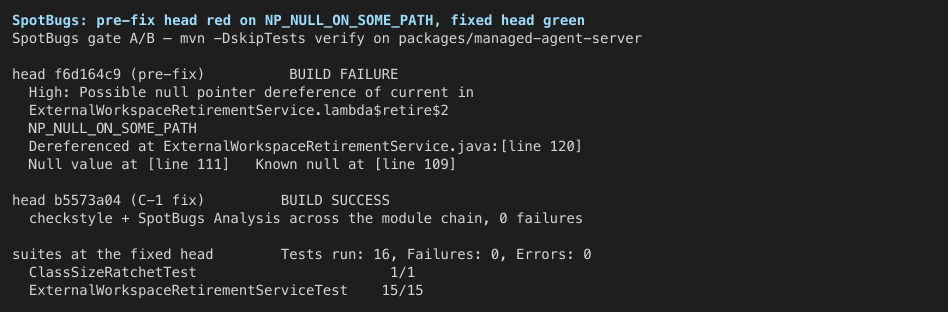 SpotBugs: pre-fix head red on NP_NULL_ON_SOME_PATH, fixed head green
SpotBugs gate A/B — mvn -DskipTests verify on packages/managed-agent-server
head f6d164c9 (pre-fix) BUILD FAILURE
High: Possible null pointer dereference of current in
ExternalWorkspaceRetirementService.lambda$retire$2
NP_NULL_ON_SOME_PATH
Dereferenced at ExternalWorkspaceRetirementService.java:[line 120]
Null value at [line 111] Known null at [line 109]
head b5573a04 (C-1 fix) BUILD SUCCESS
checkstyle + SpotBugs Analysis across the module chain, 0 failures
suites at the fixed head Tests run: 16, Failures: 0, Errors: 0
ClassSizeRatchetTest 1/1
ExternalWorkspaceRetirementServiceTest 15/15